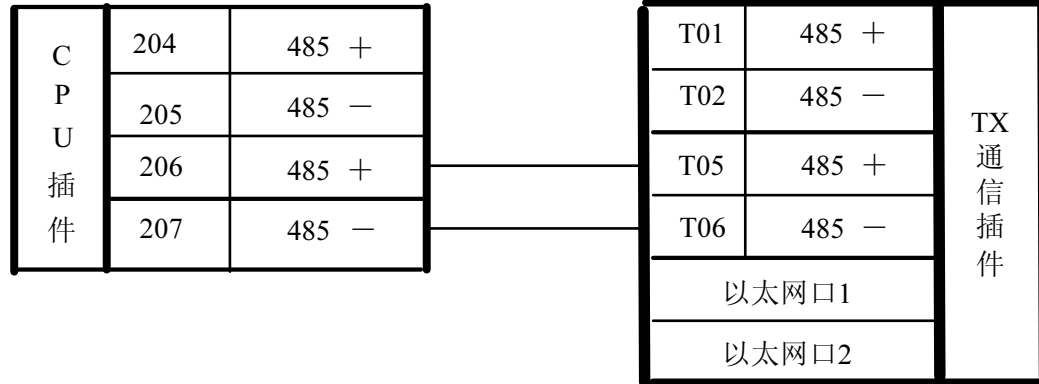 CPU插件
204 485 +
205 485 -
206 485 +
207 485 -
T01 485 +
T02 485 -
T05 485 +
T06 485 -
以太网口1
以太网口2
TX通信插件